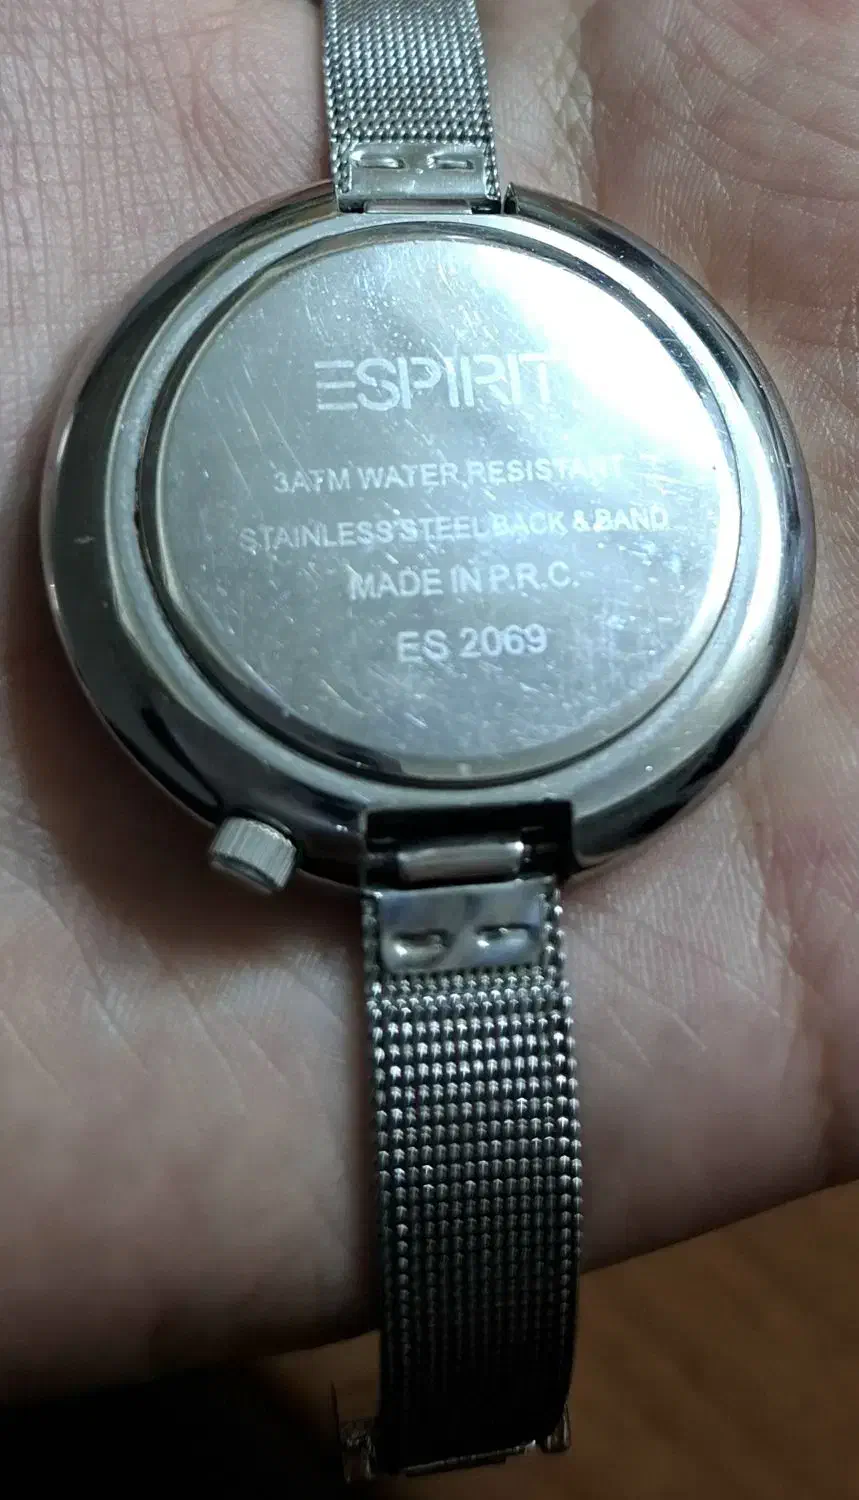 ESPIRIT
3ATM WATER RESISTANT
STAINLESS STEEL BACK & BAND
MADE IN P.R.C.
ES 2069